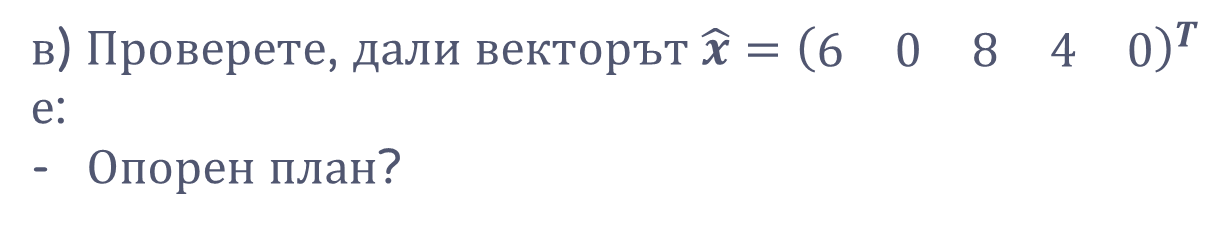 в) Проверете, дали векторът x̂ = (6 0 8 4 0)ᵀ
е:
- Опорен план?